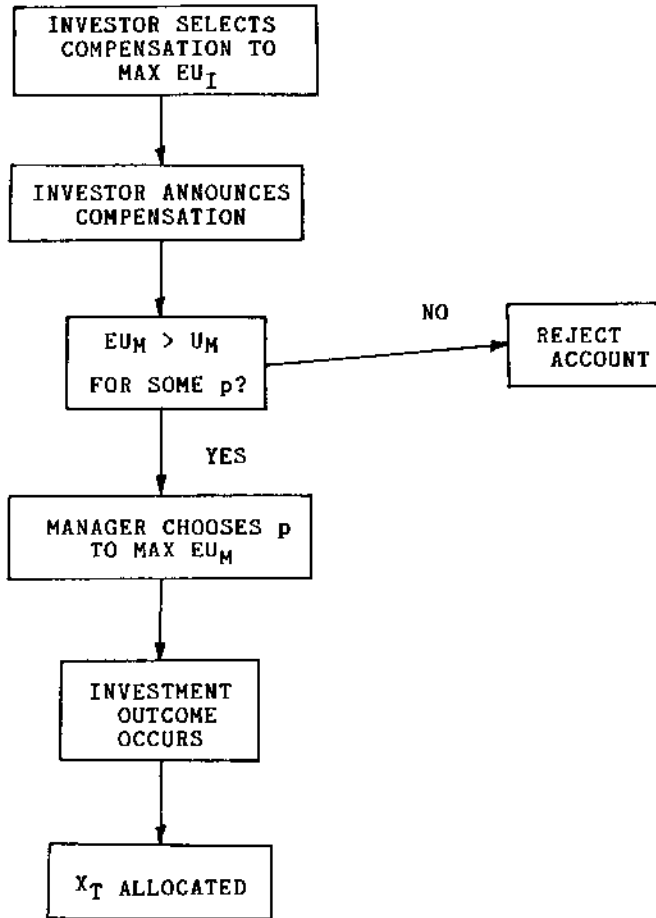 INVESTOR SELECTS
COMPENSATION TO
MAX EU_I
INVESTOR ANNOUNCES
COMPENSATION
EU_M > U_M
FOR SOME p?
NO
REJECT
ACCOUNT
YES
MANAGER CHOOSES p
TO MAX EU_M
INVESTMENT
OUTCOME
OCCURS
X_T ALLOCATED